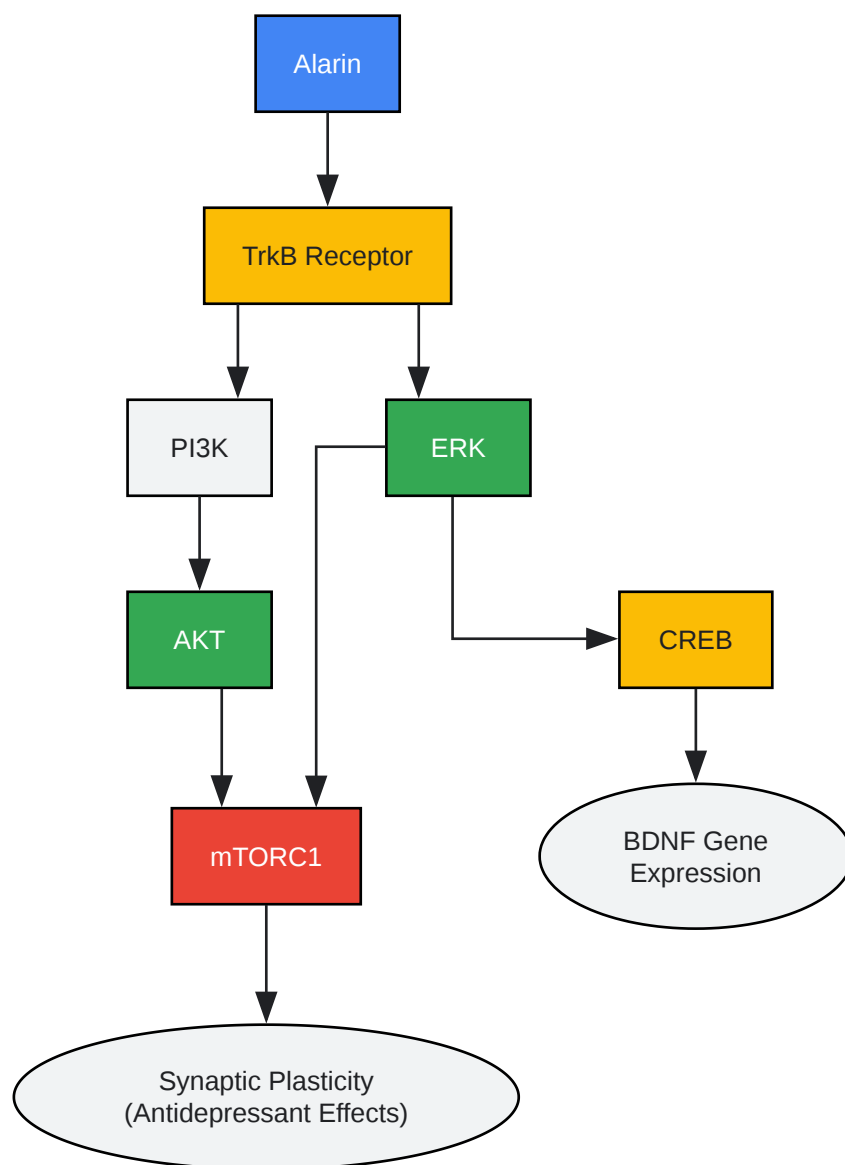 Alarin
TrkB Receptor
PI3K
ERK
AKT
CREB
mTORC1
BDNF Gene
Expression
Synaptic Plasticity
(Antidepressant Effects)